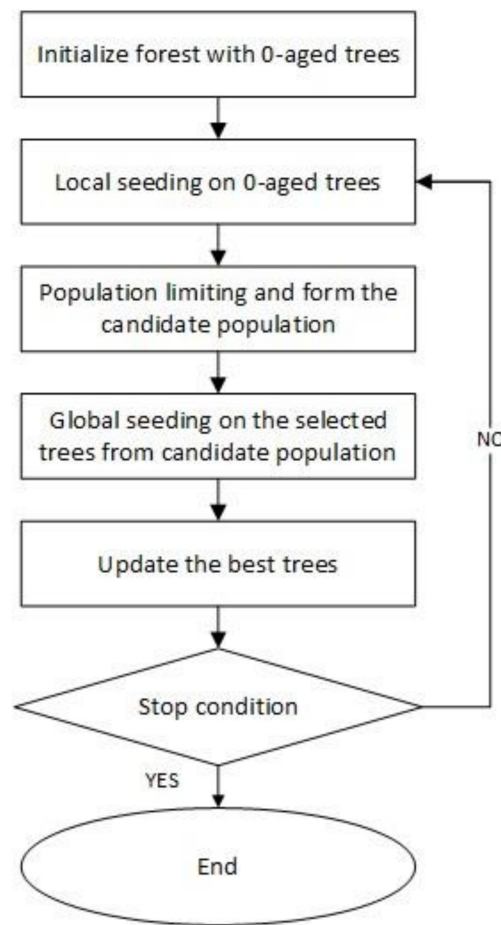 Initialize forest with 0-aged trees
Local seeding on 0-aged trees
Population limiting and form the
candidate population
Global seeding on the selected
trees from candidate population
NO
Update the best trees
Stop condition
YES
End